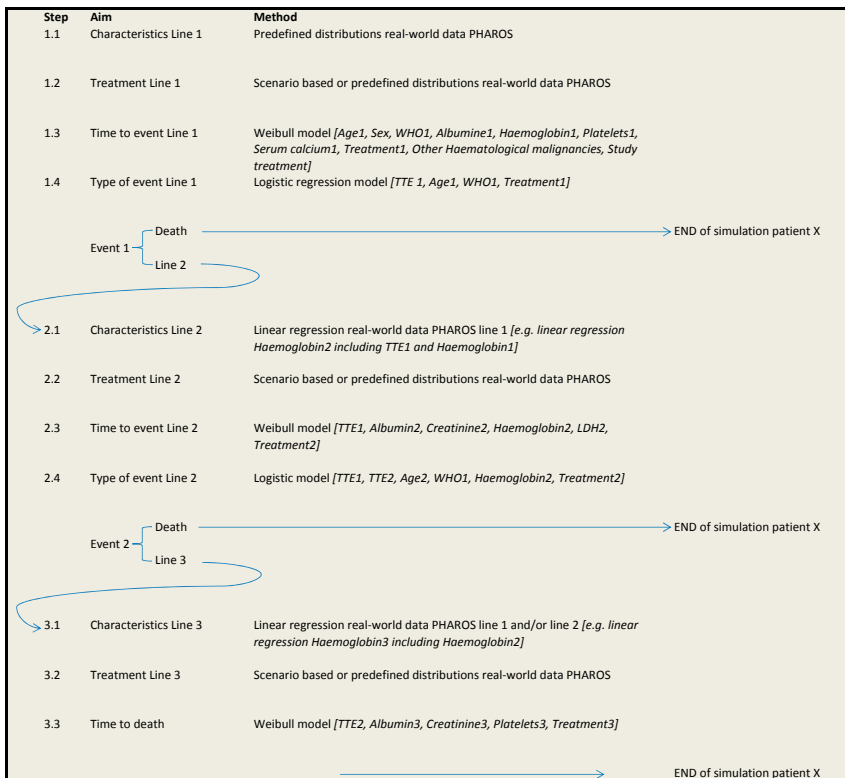 Step Aim Method
1.1 Characteristics Line 1 Predefined distributions real-world data PHAROS
1.2 Treatment Line 1 Scenario based or predefined distributions real-world data PHAROS
1.3 Time to event Line 1 Weibull model [Age1, Sex, WHO1, Albumine1, Haemoglobin1, Platelets1,
Serum calcium1, Treatment1, Other Haematological malignancies, Study
treatment]
1.4 Type of event Line 1 Logistic regression model [TTE 1, Age1, WHO1, Treatment1]
Death END of simulation patient X
Event 1
Line 2
2.1 Characteristics Line 2 Linear regression real-world data PHAROS line 1 [e.g. linear regression
Haemoglobin2 including TTE1 and Haemoglobin1]
2.2 Treatment Line 2 Scenario based or predefined distributions real-world data PHAROS
2.3 Time to event Line 2 Weibull model [TTE1, Albumin2, Creatinine2, Haemoglobin2, LDH2,
Treatment2]
2.4 Type of event Line 2 Logistic model [TTE1, TTE2, Age2, WHO1, Haemoglobin2, Treatment2]
Death END of simulation patient X
Event 2
Line 3
3.1 Characteristics Line 3 Linear regression real-world data PHAROS line 1 and/or line 2 [e.g. linear
regression Haemoglobin3 including Haemoglobin2]
3.2 Treatment Line 3 Scenario based or predefined distributions real-world data PHAROS
3.3 Time to death Weibull model [TTE2, Albumin3, Creatinine3, Platelets3, Treatment3]
END of simulation patient X